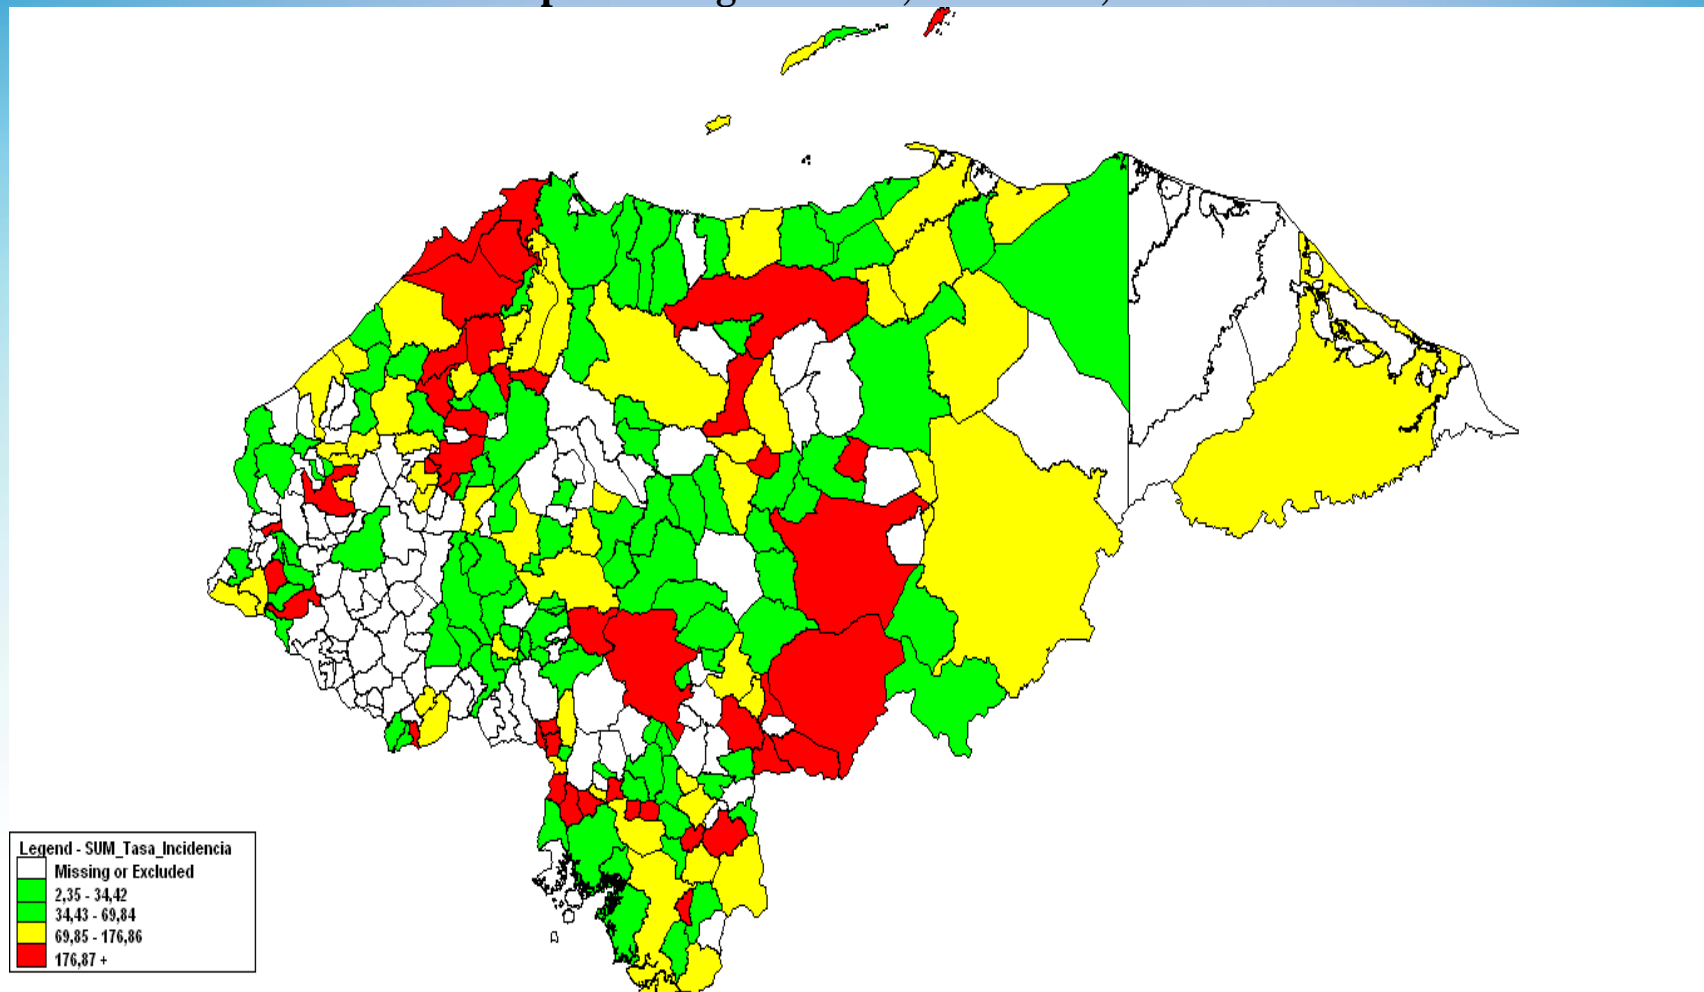 Legend - SUM_Tasa_Incidencia
Missing or Excluded
2,35 - 34,42
34,43 - 69,84
69,85 - 176,86
176,87 +